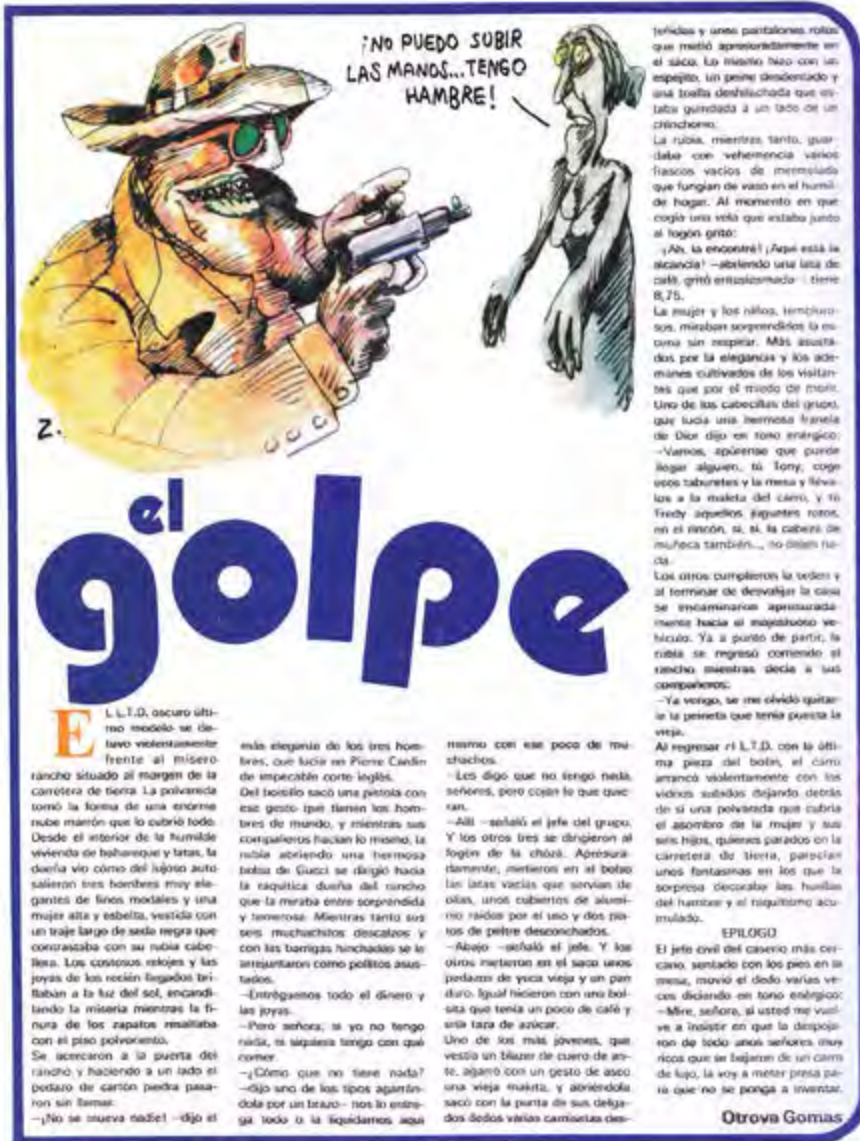 ¡NO PUEDO SUBIR
LAS MANOS...TENGO
HAMBRE!
Z.
el
golpe
EL L.T.D. oscuro últi-
mo modelo se de-
tuvo violentamente
frente al mísero
rancho situado al margen de la
carretera de tierra. La polvareda
tomó la forma de una enorme
nube marrón que lo cubrió todo.
Desde el interior de la humilde
vivienda de bahareque y latas, la
dueña vio cómo del lujoso auto
salieron tres hombres muy ele-
gantes de finos modales y una
mujer alta y esbelta, vestida con
un traje largo de seda negra que
contrastaba con su rubia cabe-
llera. Los costosos relojes y las
joyas de los recién llegados bri-
llaban a la luz del sol, encandi-
lando la miseria mientras la fi-
nura de los zapatos resaltaba
con el piso polvoriento.
Se acercaron a la puerta del
rancho y haciendo a un lado el
pedazo de cartón piedra pasa-
ron sin llamar.
—¡No se mueva nadie! —dijo el
más elegante de los tres hom-
bres, que lucía un Pierre Cardin
de impecable corte inglés.
Del bolsillo sacó una pistola con
ese gesto que tienen los hom-
bres de mundo, y mientras sus
compañeros hacían lo mismo, la
rubia abriendo una hermosa
bolsa de Gucci se dirigió hacia
la raquítica dueña del rancho
que la miraba entre sorprendida
y temerosa. Mientras tanto sus
seis muchachitos descalzos y
con las barrigas hinchadas se le
arrejuntaron como pollitos asus-
tados.
—Entréguenos todo el dinero y
las joyas.
—Pero señora, si yo no tengo
nada, ni siquiera tengo con qué
comer.
—¿Cómo que no tiene nada?
—dijo uno de los tipos agarrán-
dola por un brazo— nos lo entre-
ga todo o la liquidamos aquí
mismo con ese poco de mu-
chachos.
—Les digo que no tengo nada,
señores, pero cojan lo que quie-
ran.
—Allí —señaló el jefe del grupo.
Y los otros tres se dirigieron al
fogón de la choza. Apresura-
damente, metieron en el bolso
las latas vacías que servían de
ollas, unos cubiertos de alumi-
nio raídos por el uso y dos pla-
tos de peltre desconchados.
—Abajo —señaló el jefe. Y los
otros metieron en el saco unos
pedazos de yuca vieja y un pan
duro. Igual hicieron con una bol-
sita que tenía un poco de café y
una taza de azúcar.
Uno de los más jóvenes, que
vestía un blazer de cuero de an-
te, agarró con un gesto de asco
una vieja maleta, y abriéndola
sacó con la punta de sus delga-
dos dedos varias camisetas des-
teñidas y unos pantalones rotos
que metió apresuradamente en
el saco. Lo mismo hizo con un
espejito, un peine desdentado y
una toalla deshilachada que es-
taba guindada a un lado de un
chinchorro.
La rubia, mientras tanto, guar-
daba con vehemencia varios
frascos vacíos de mermelada
que fungían de vaso en el humil-
de hogar. Al momento en que
cogía una vela que estaba junto
al fogón gritó:
—¡Ah, la encontré! ¡Aquí está la
alcancía! —abriendo una lata de
café, gritó entusiasmada— tiene
8,75.
La mujer y los niños, temb­loro-
sos, miraban sorprendidos la es-
cena sin respirar. Más asusta-
dos por la elegancia y los ade-
manes cultivados de los visitan-
tes que por el miedo de morir.
Uno de los cabecillas del grupo,
que lucía una hermosa franela
de Dior dijo en tono enérgico:
—Vamos, apúrense que puede
llegar alguien, tú Tony, coge
esos taburetes y la mesa y lléva-
los a la maleta del carro, y tú
Fredy aquellos juguetes rotos,
en el rincón, sí, sí, la cabeza de
muñeca también..., no dejen na-
da.
Los otros cumplieron la orden y
al terminar de desvalijar la casa
se encaminaron apresurada-
mente hacia el majestuoso ve-
hículo. Ya a punto de partir, la
rubia se regresó corriendo al
rancho mientras decía a sus
compañeros:
—Ya vengo, se me olvidó quitar-
le la peineta que tenía puesta la
vieja.
Al regresar al L.T.D. con la últi-
ma pieza del botín, el carro
arrancó violentamente con los
vidrios subidos dejando detrás
de sí una polvareda que cubría
el asombro de la mujer y sus
seis hijos, quienes parados en la
carretera de tierra, parecían
unos fantasmas en los que la
sorpresa decoraba las huellas
del hambre y el raquitismo acu-
mulado.
EPILOGO
El jefe civil del caserío más cer-
cano, sentado con los pies en la
mesa, movió el dedo varias ve-
ces diciendo en tono enérgico:
—Mire, señora, si usted me vuel-
ve a insistir en que la despoja-
ron de todo unos señores muy
ricos que se bajaron de un carro
de lujo, la voy a meter presa pa-
ra que no se ponga a inventar.
Otrova Gomas